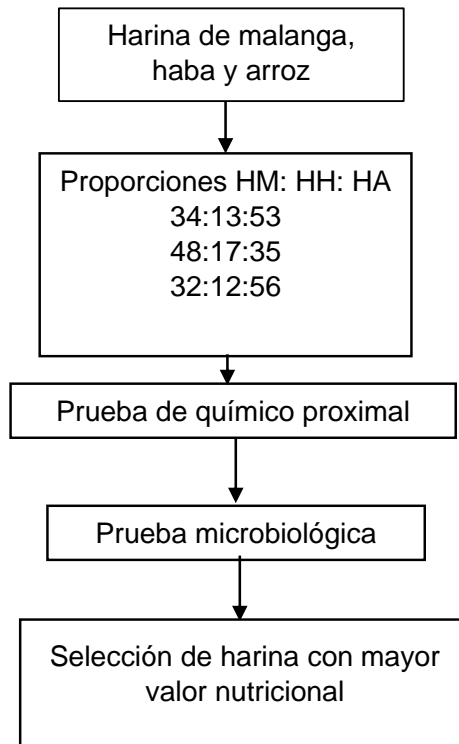 Harina de malanga,
haba y arroz
Proporciones HM: HH: HA
34:13:53
48:17:35
32:12:56
Prueba de químico proximal
Prueba microbiológica
Selección de harina con mayor
valor nutricional